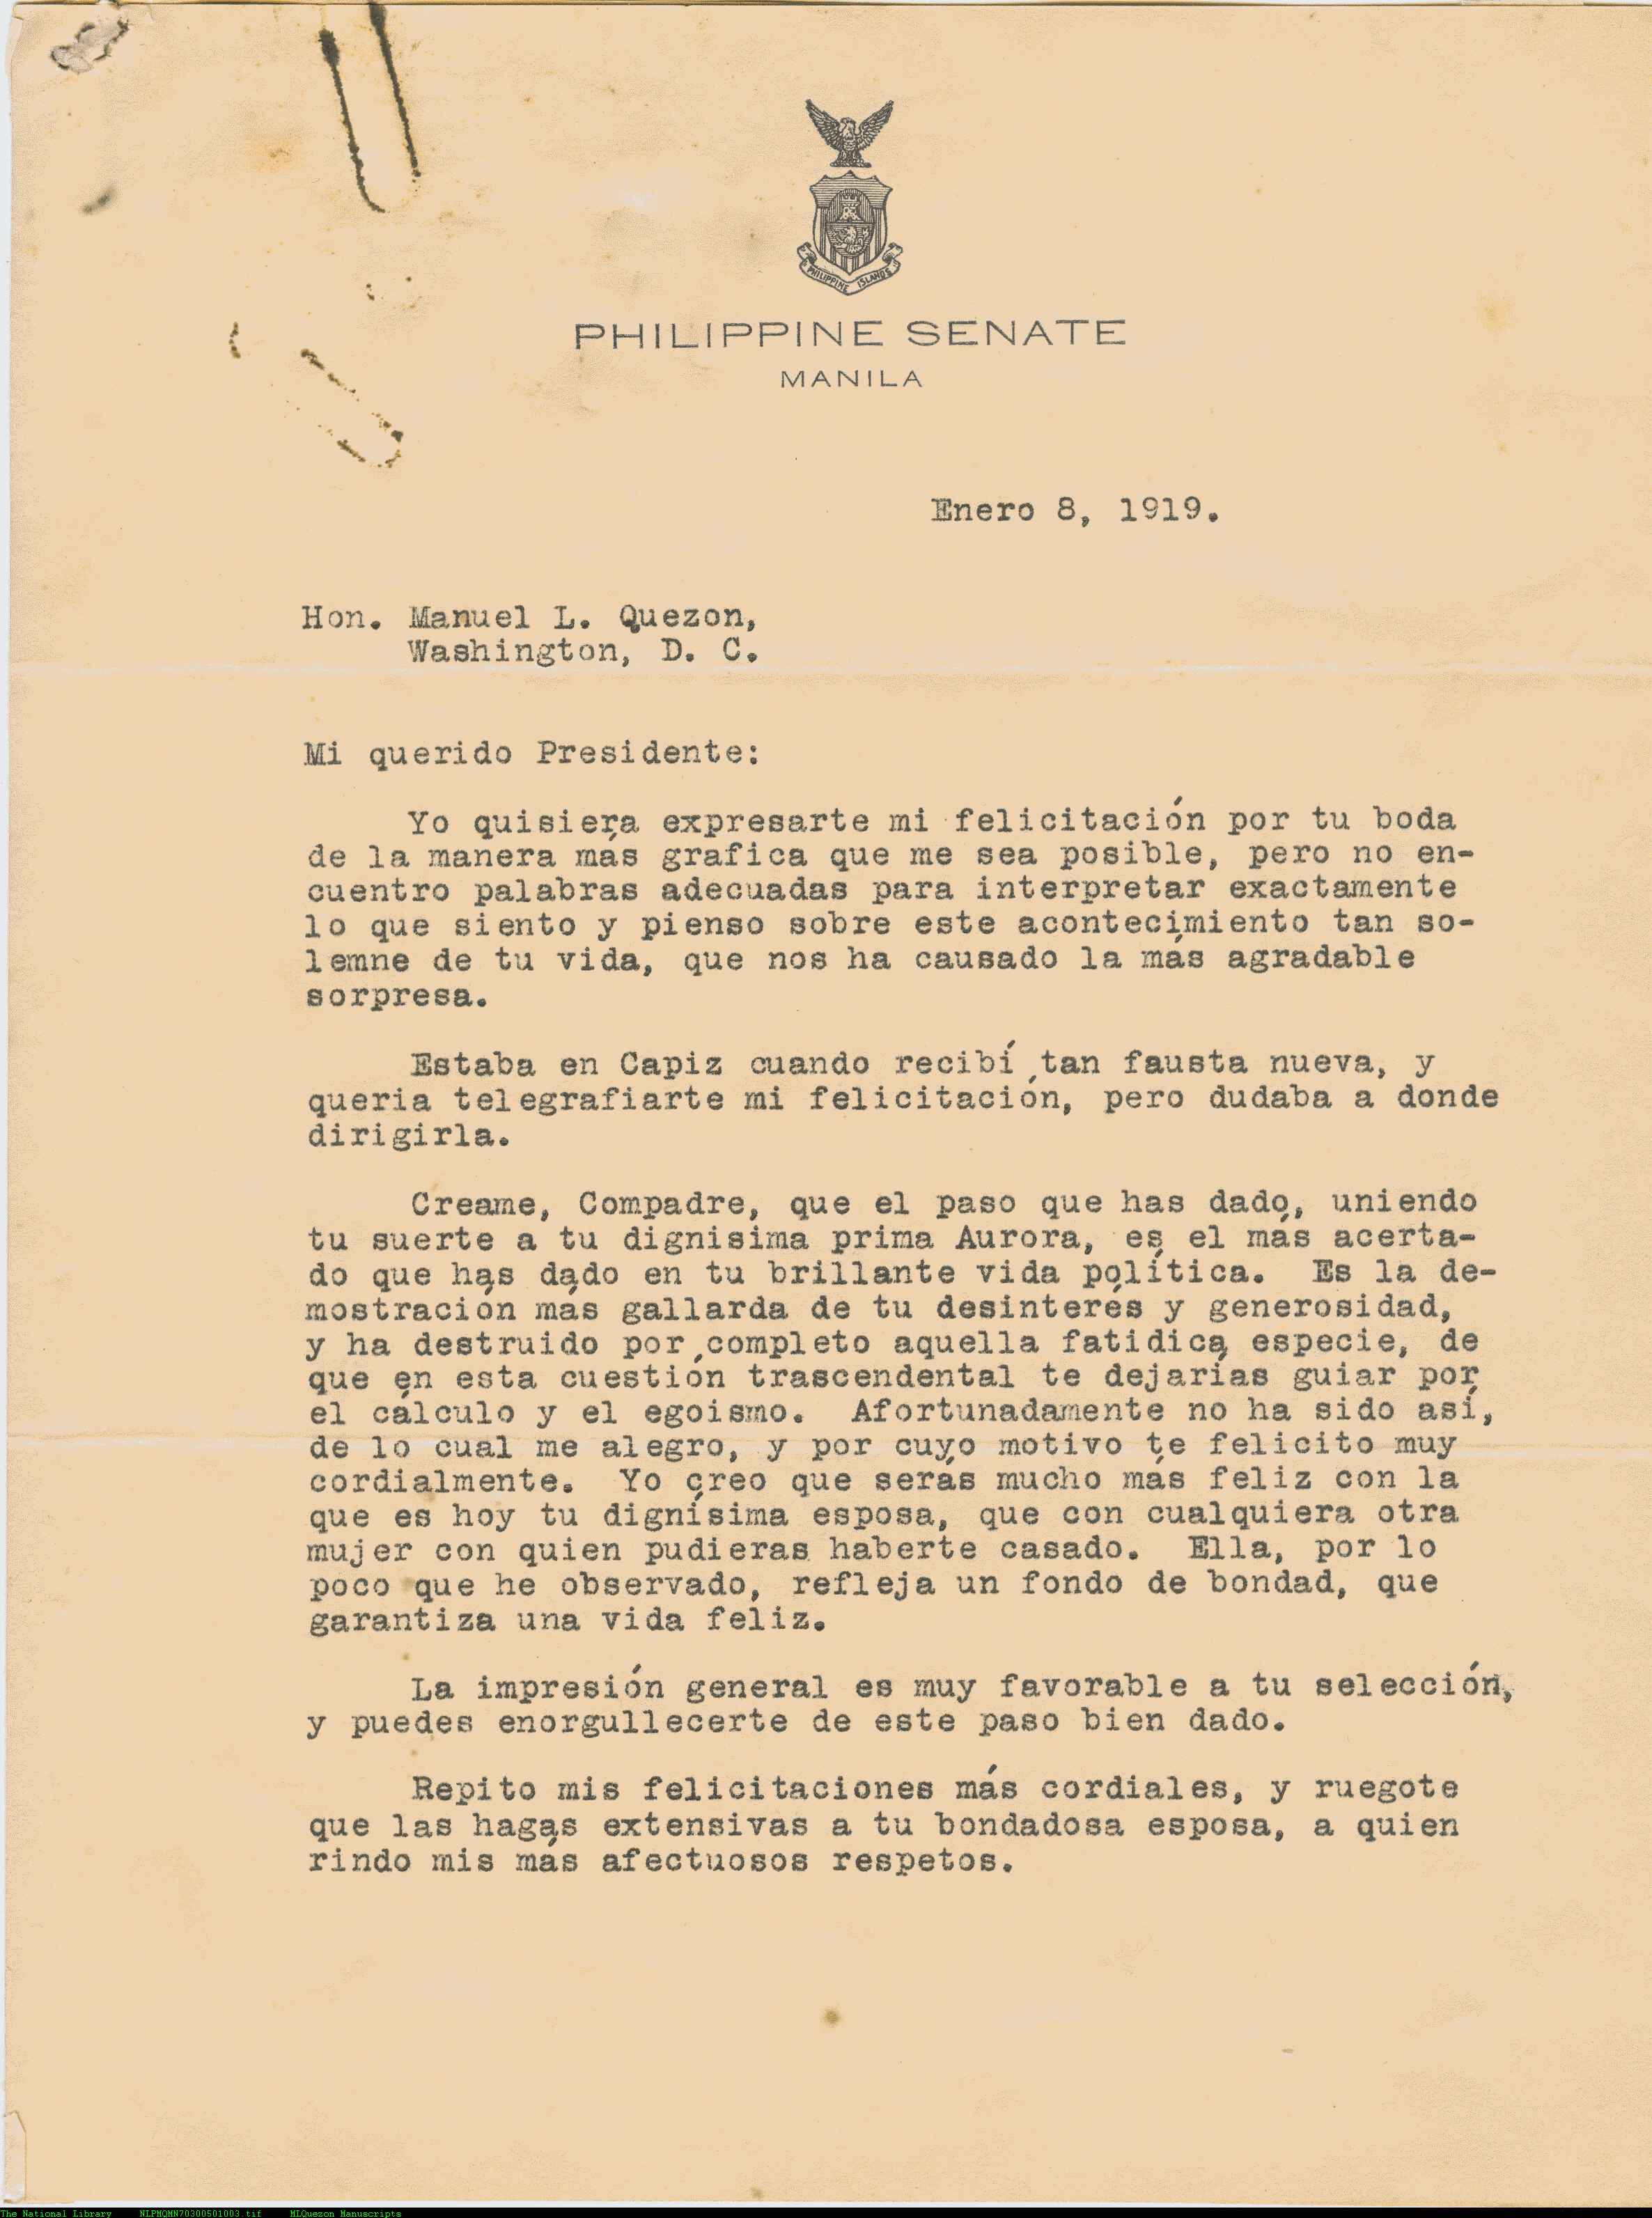 PHILIPPINE ISLANDS
PHILIPPINE SENATE
MANILA
Enero 8, 1919.
Hon. Manuel L. Quezon,
Washington, D. C.
Mi querido Presidente:
Yo quisiera expresarte mi felicitación por tu boda
de la manera más grafica que me sea posible, pero no en-
cuentro palabras adecuadas para interpretar exactamente
lo que siento y pienso sobre este acontecimiento tan so-
lemne de tu vida, que nos ha causado la más agradable
sorpresa.
Estaba en Capiz cuando recibí tan fausta nueva, y
queria telegrafiarte mi felicitación, pero dudaba a donde
dirigirla.
Creame, Compadre, que el paso que has dado, uniendo
tu suerte a tu dignisima prima Aurora, es el más acerta-
do que has dado en tu brillante vida política. Es la de-
mostración más gallarda de tu desinterés y generosidad,
y ha destruido por completo aquella fatidica especie, de
que en esta cuestión trascendental te dejarias guiar por
el cálculo y el egoismo. Afortunadamente no ha sido así,
de lo cual me alegro, y por cuyo motivo te felicito muy
cordialmente. Yo creo que serás mucho más feliz con la
que es hoy tu dignísima esposa, que con cualquiera otra
mujer con quien pudieras haberte casado. Ella, por lo
poco que he observado, refleja un fondo de bondad, que
garantiza una vida feliz.
La impresión general es muy favorable a tu selección,
y puedes enorgullecerte de este paso bien dado.
Repito mis felicitaciones más cordiales, y ruegote
que las hagas extensivas a tu bondadosa esposa, a quien
rindo mis más afectuosos respetos.
The National Library NLPMQMN70300501003.tif MLQuezon Manuscripts